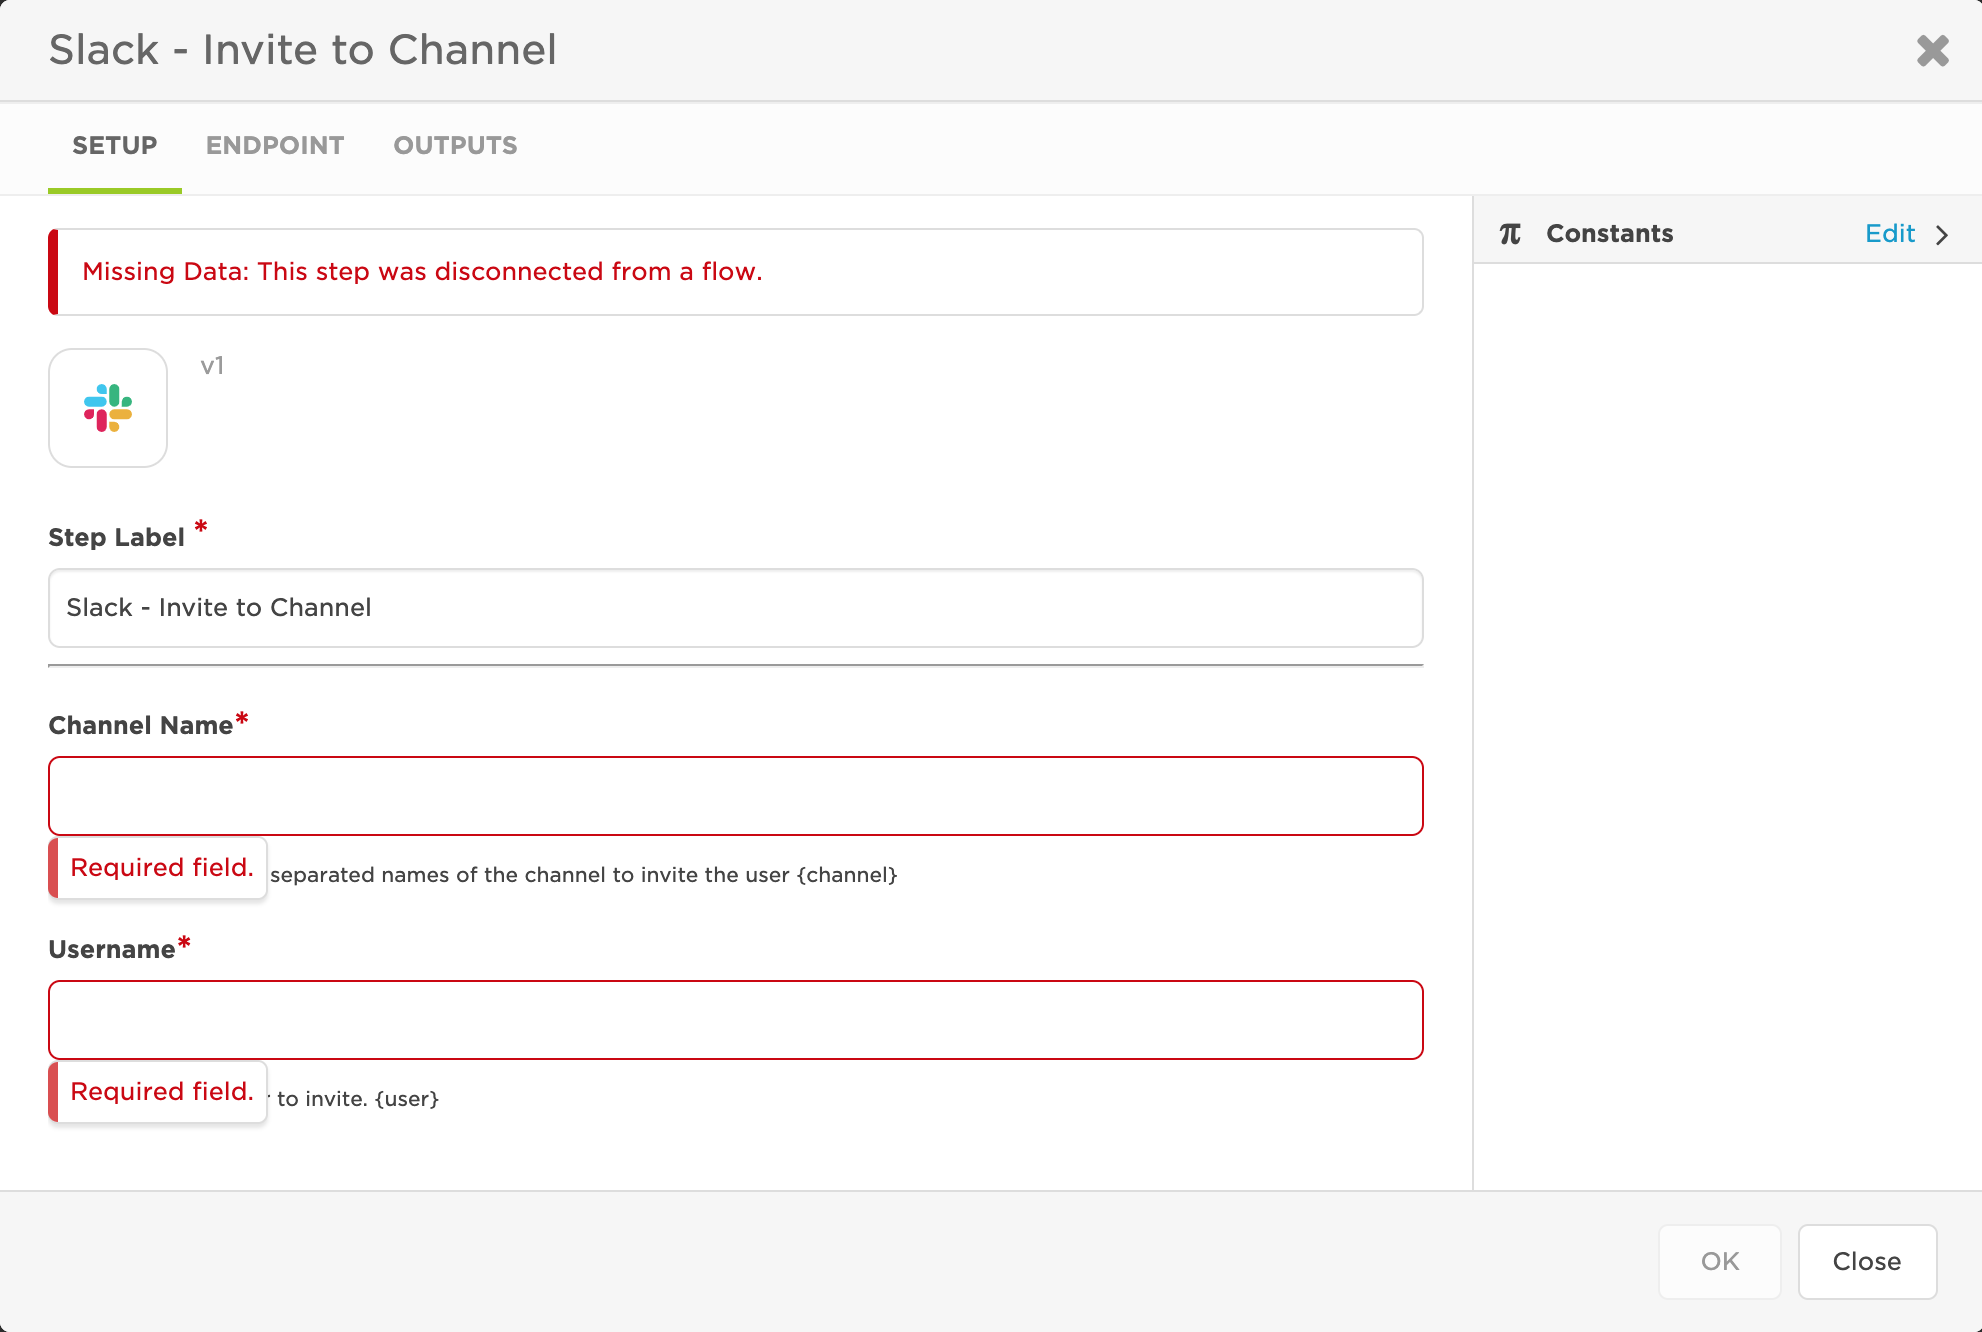 Slack - Invite to Channel
SETUP ENDPOINT OUTPUTS
Missing Data: This step was disconnected from a flow.
π Constants Edit
v1
Step Label *
Slack - Invite to Channel
Channel Name*
Required field. separated names of the channel to invite the user {channel}
Username*
Required field. to invite. {user}
OK Close